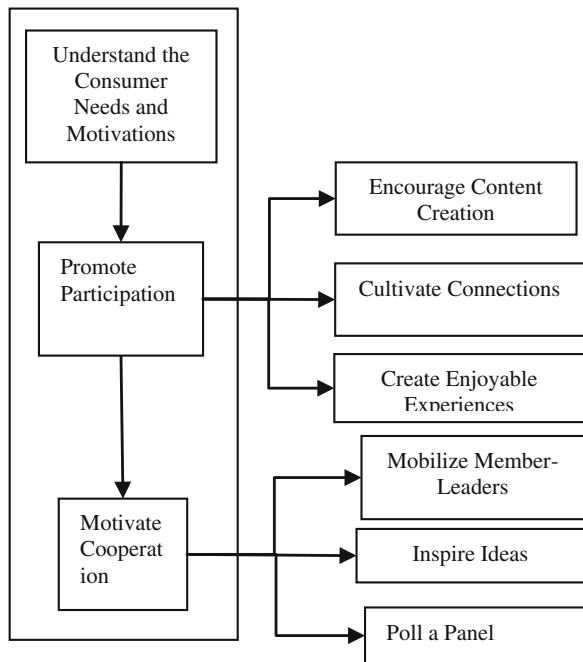 Understand the
Consumer
Needs and
Motivations
Promote
Participation
Encourage Content
Creation
Cultivate Connections
Create Enjoyable
Experiences
Motivate
Cooperat
ion
Mobilize Member-
Leaders
Inspire Ideas
Poll a Panel